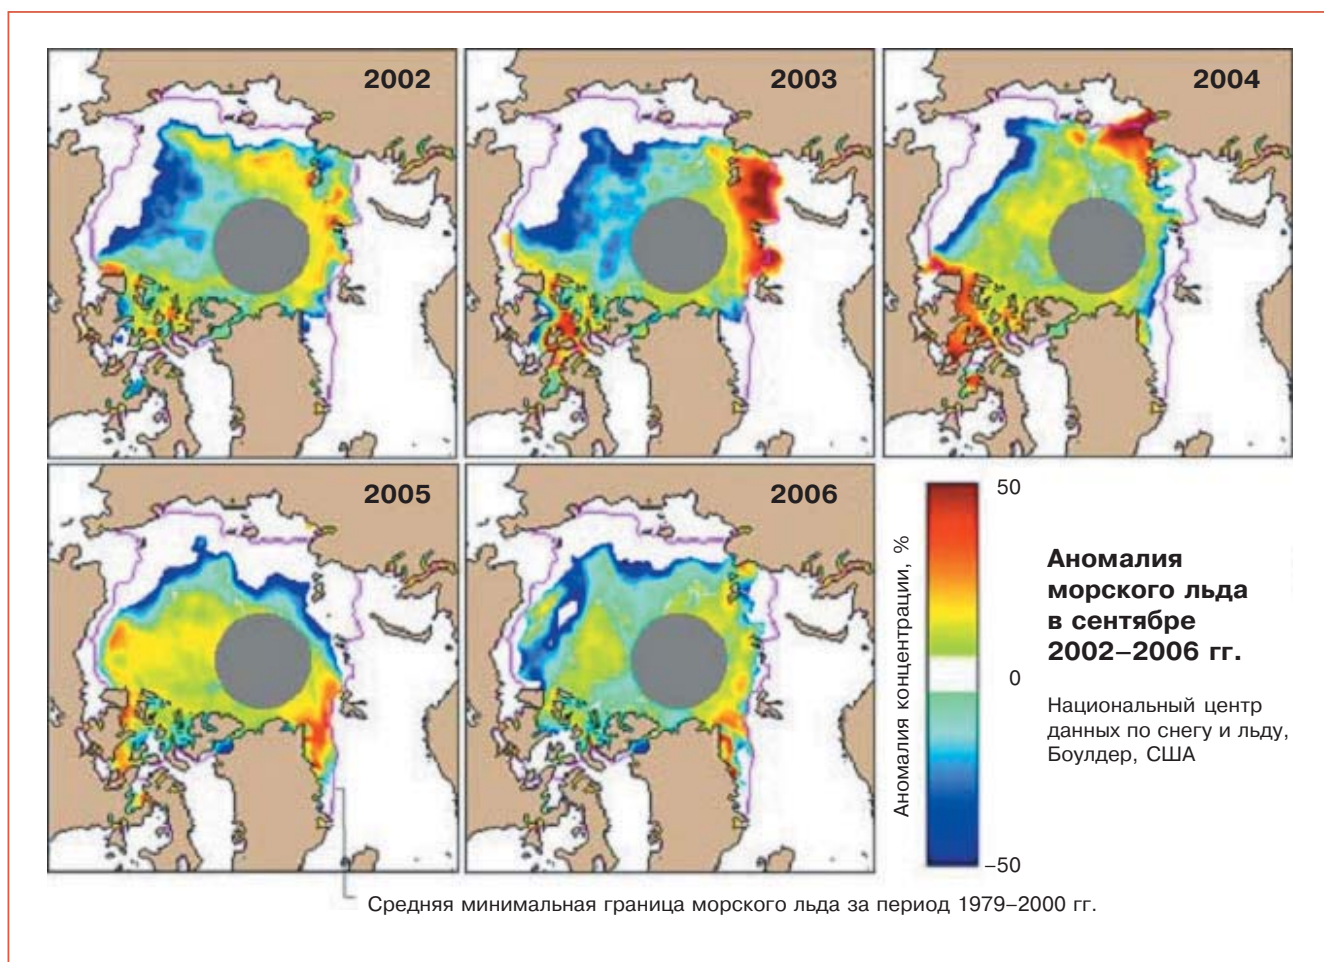 2002
2003
2004
2005
2006
50
0
−50
Аномалия концентрации, %
Аномалия
морского льда
в сентябре
2002−2006 гг.
Национальный центр
данных по снегу и льду,
Боулдер, США
Средняя минимальная граница морского льда за период 1979−2000 гг.